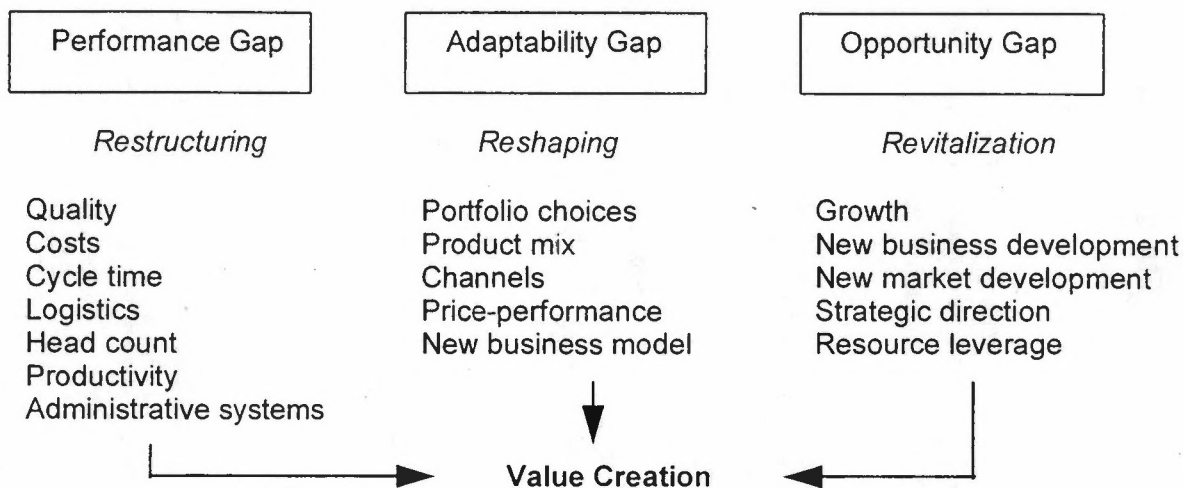 Performance Gap
Adaptability Gap
Opportunity Gap
Restructuring
Reshaping
Revitalization
Quality
Costs
Cycle time
Logistics
Head count
Productivity
Administrative systems
Portfolio choices
Product mix
Channels
Price-performance
New business model
Growth
New business development
New market development
Strategic direction
Resource leverage
Value Creation